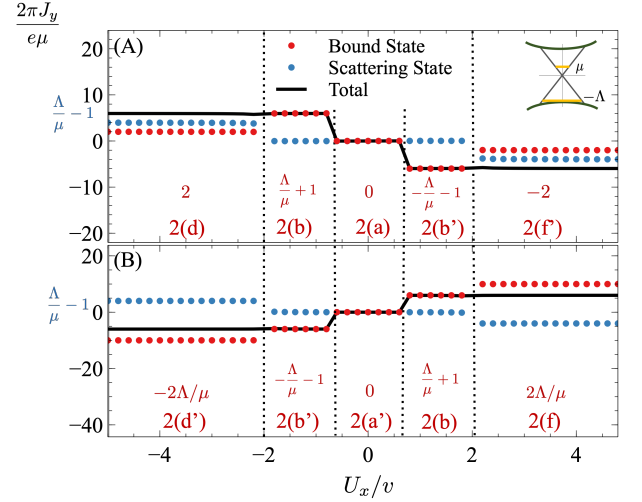 2πJ_y / eμ
(A)
Bound State
Scattering State
Total
μ
−Λ
20
Λ/μ − 1
10
0
−10
−20
2
Λ/μ + 1
0
−Λ/μ − 1
−2
2(d)
2(b)
2(a)
2(b')
2(f')
(B)
20
Λ/μ − 1
0
−20
−40
−2Λ/μ
−Λ/μ − 1
0
Λ/μ + 1
2Λ/μ
2(d')
2(b')
2(a')
2(b)
2(f)
−4
−2
0
2
4
U_x/v